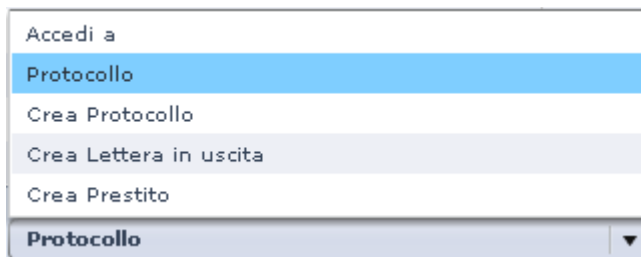 Accedi a
Protocollo
Crea Protocollo
Crea Lettera in uscita
Crea Prestito
Protocollo